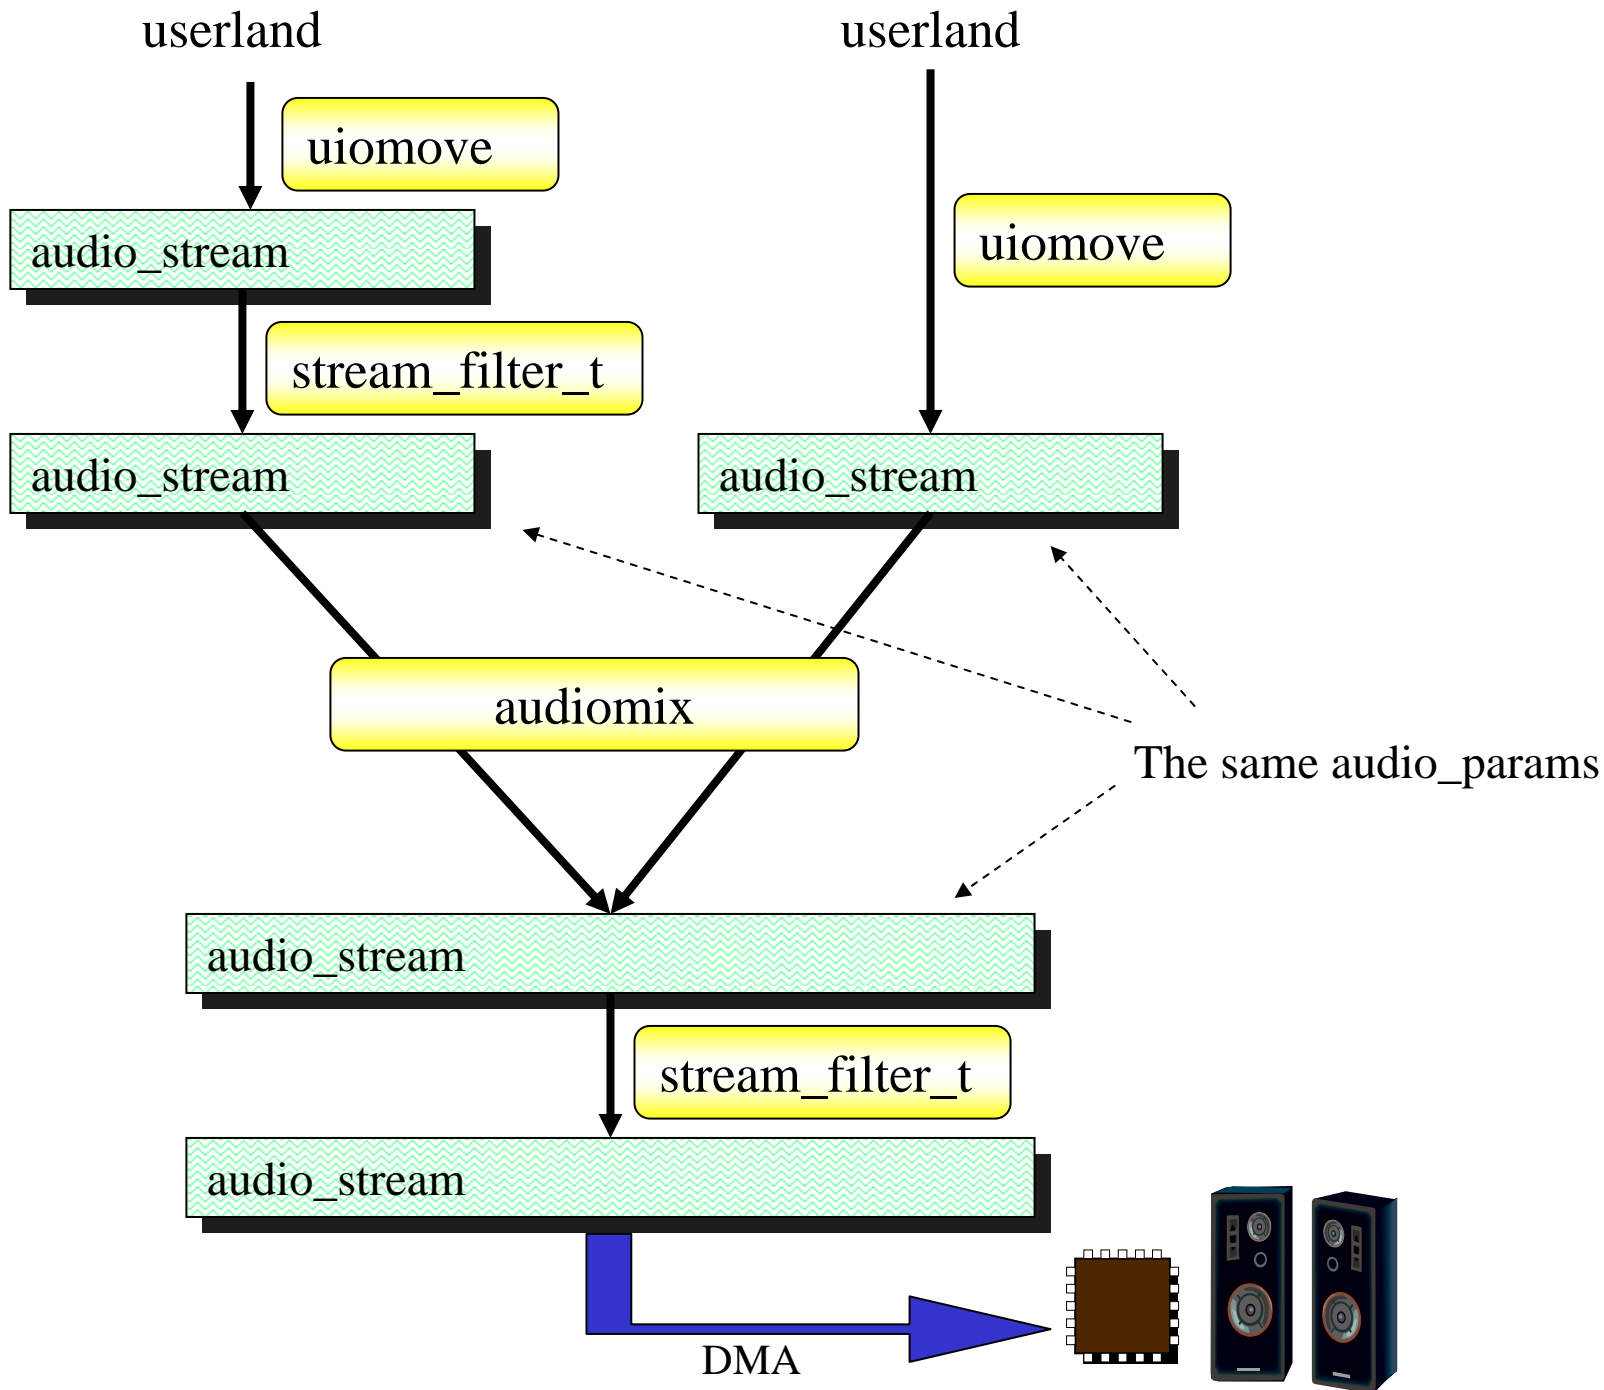 userland
userland
uiomove
uiomove
audio_stream
stream_filter_t
audio_stream
audio_stream
audiomix
The same audio_params
audio_stream
stream_filter_t
audio_stream
DMA